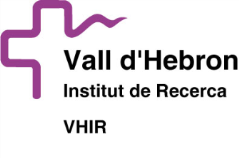 Vall d'Hebron
Institut de Recerca
VHIR